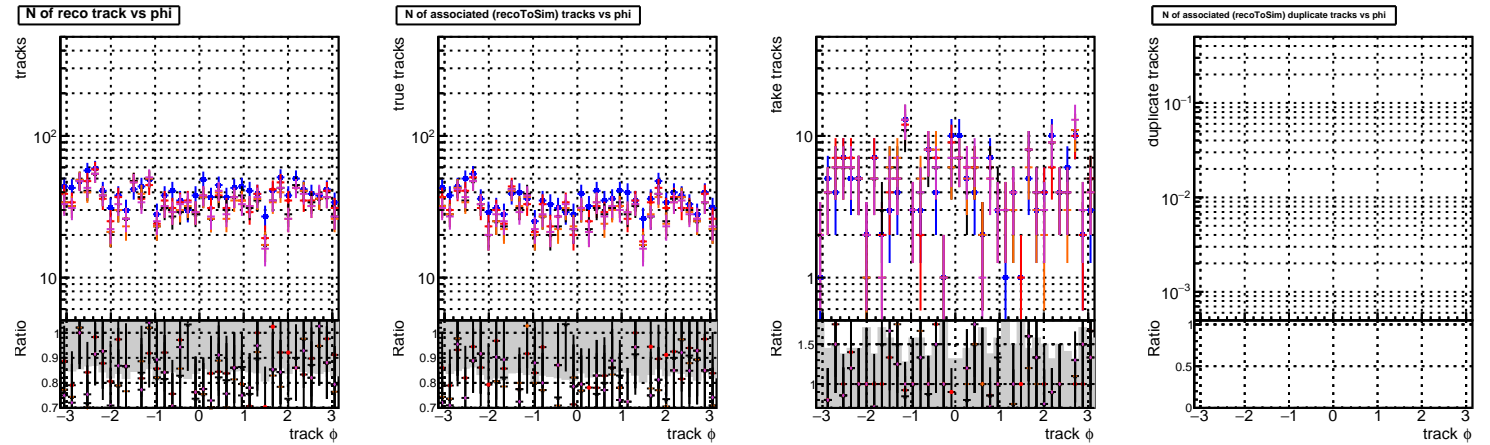 N of reco track vs phi
tracks
10²
10
Ratio
1
0.9
0.8
0.7
−3 −2 −1 0 1 2 3
track φ
N of associated (recoToSim) tracks vs phi
true tracks
10²
10
Ratio
1
0.9
0.8
0.7
−3 −2 −1 0 1 2 3
track φ
fake tracks
10
1
Ratio
1.5
1
−3 −2 −1 0 1 2 3
track φ
N of associated (recoToSim) duplicate tracks vs phi
duplicate tracks
10⁻¹
10⁻²
10⁻³
Ratio
1
0.5
0
−3 −2 −1 0 1 2 3
track φ